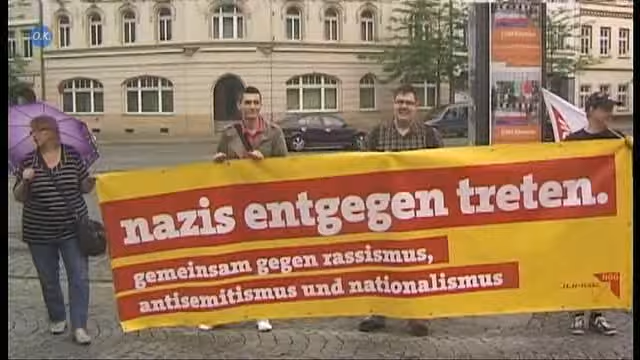 o.k.
nazis entgegen treten.
gemeinsam gegen rassismus,
antisemitismus und nationalismus